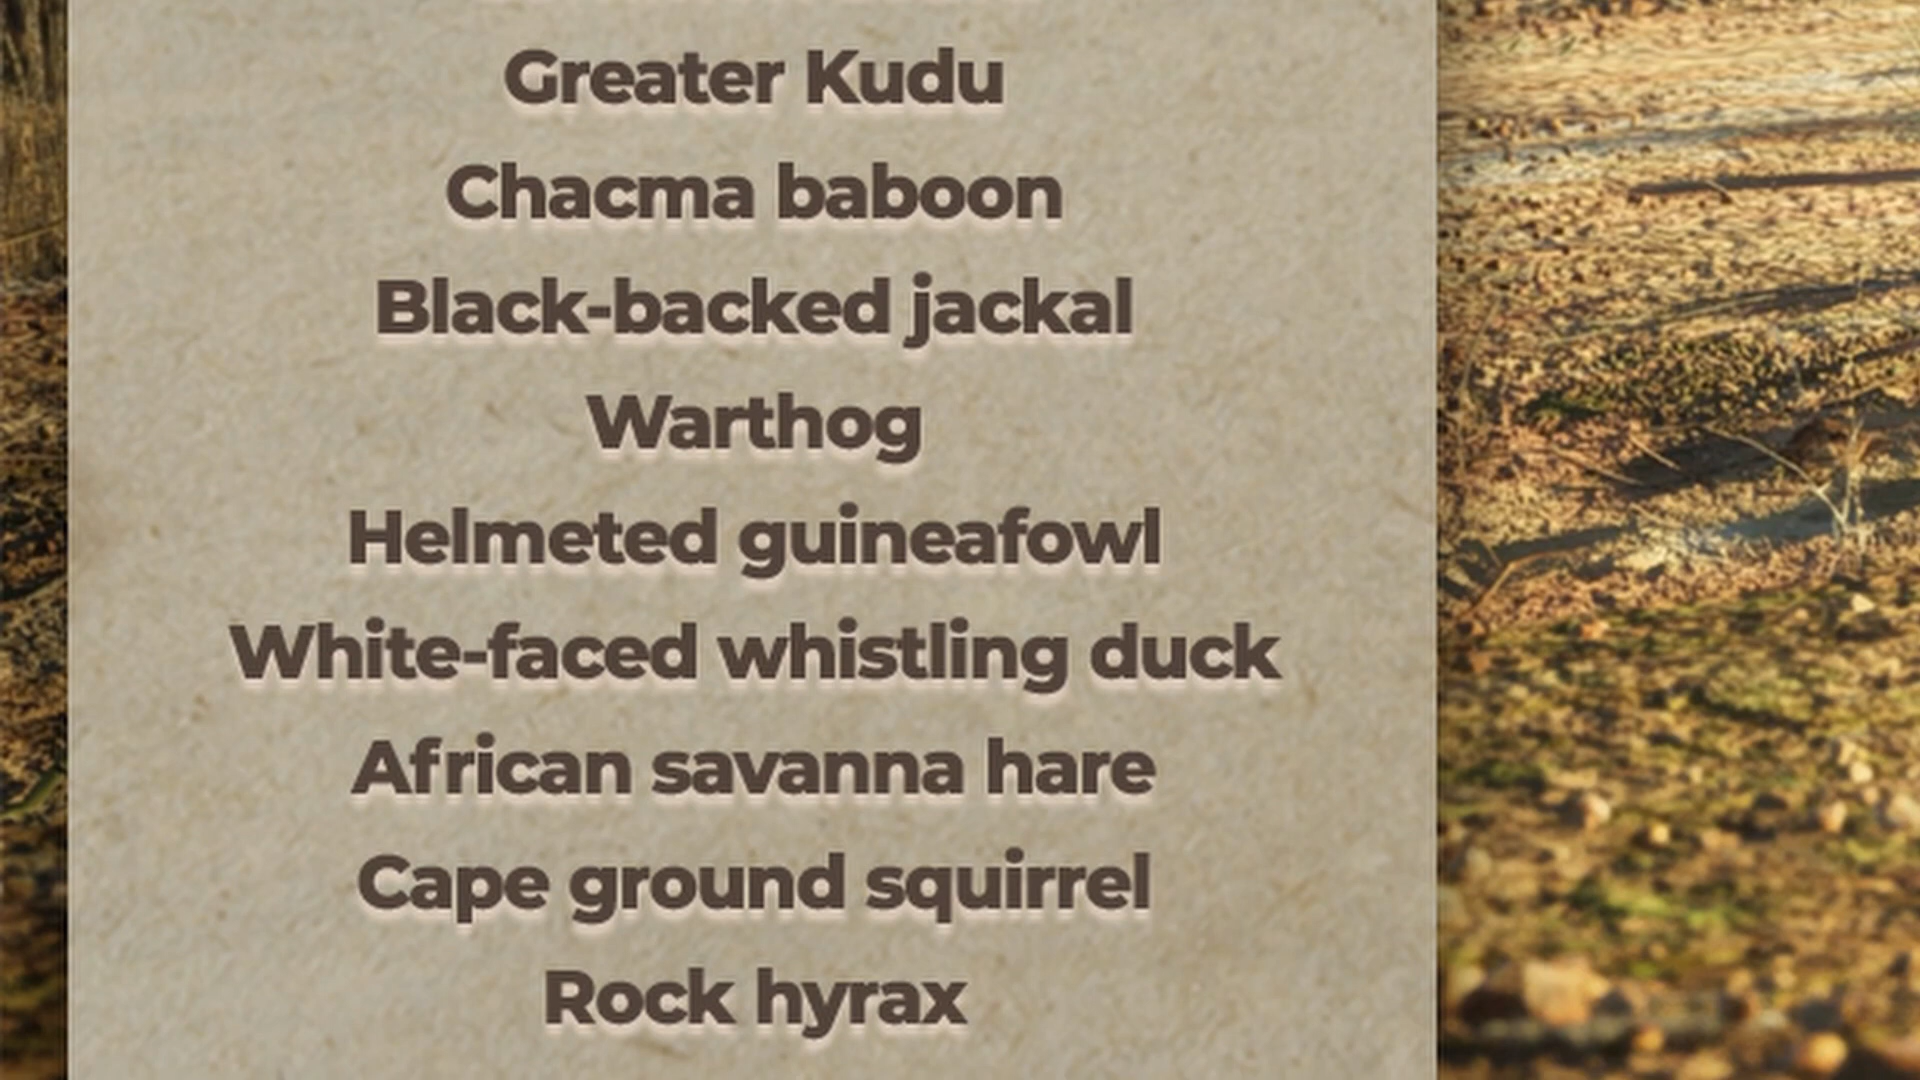 Greater Kudu
Chacma baboon
Black-backed jackal
Warthog
Helmeted guineafowl
White-faced whistling duck
African savanna hare
Cape ground squirrel
Rock hyrax